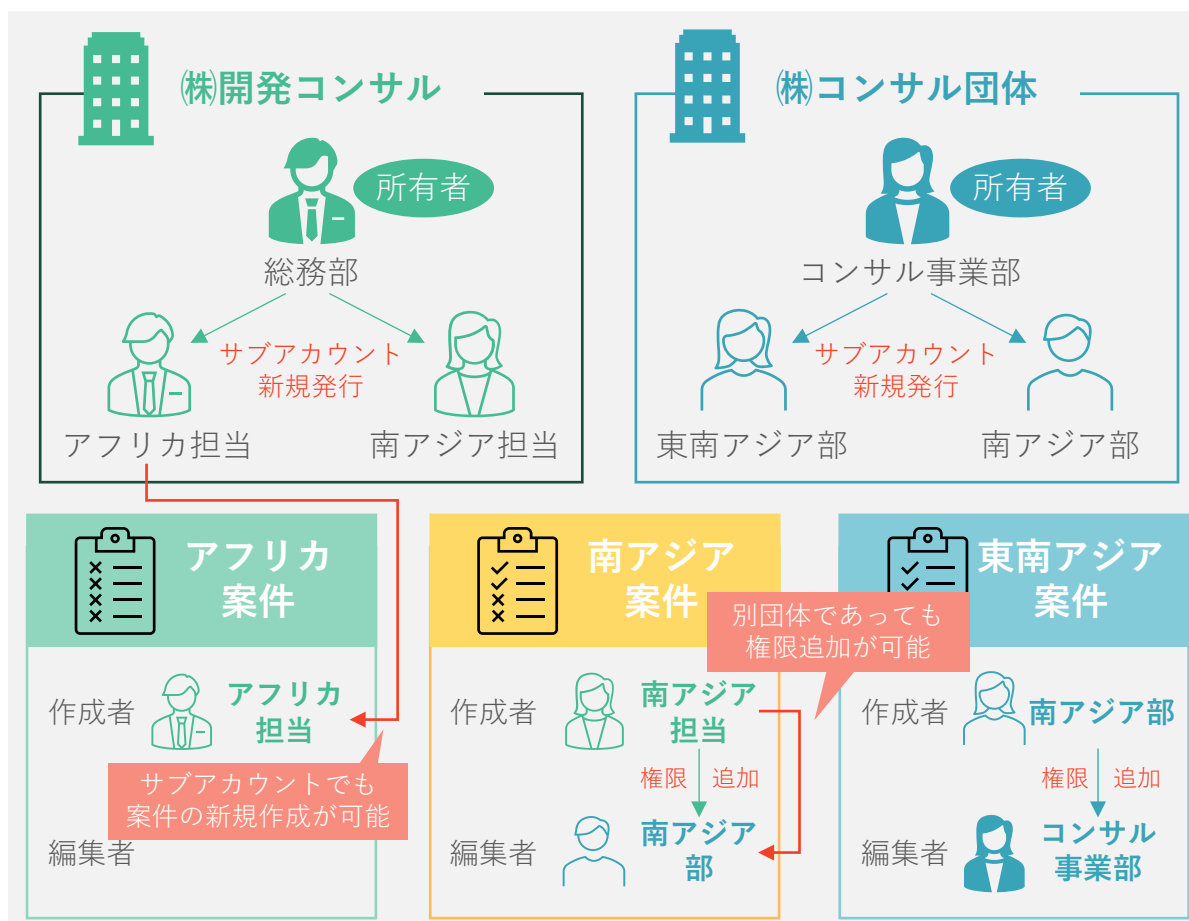 ㈱開発コンサル
㈱コンサル団体
所有者
所有者
総務部
コンサル事業部
サブアカウント
新規発行
サブアカウント
新規発行
アフリカ担当
南アジア担当
東南アジア部
南アジア部
アフリカ
案件
南アジア
案件
東南アジア
案件
別団体であっても
権限追加が可能
作成者
アフリカ
担当
サブアカウントでも
案件の新規作成が可能
編集者
作成者
南アジア
担当
権限 追加
編集者
南アジア
部
作成者
南アジア部
権限 追加
編集者
コンサル
事業部